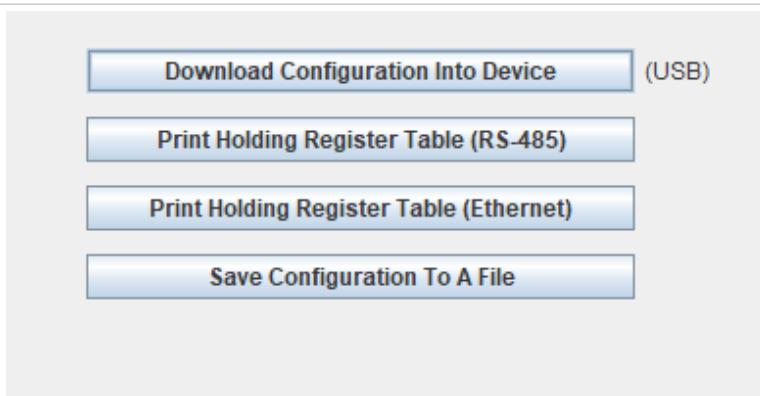 Download Configuration Into Device (USB)
Print Holding Register Table (RS-485)
Print Holding Register Table (Ethernet)
Save Configuration To A File